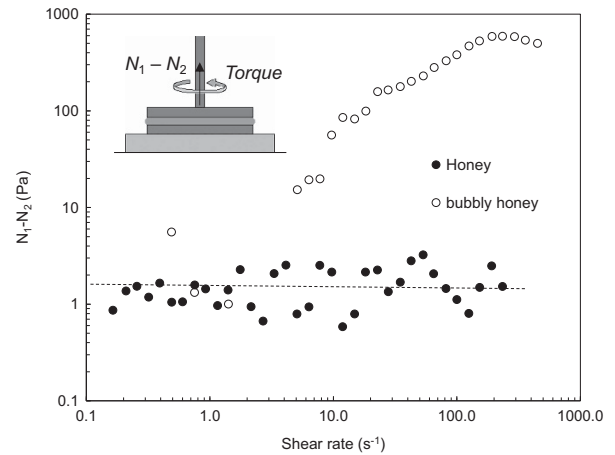 1000
100
10
1
0.1
N₁-N₂ (Pa)
N₁ – N₂
Torque
Honey
bubbly honey
0.1 1.0 10.0 100.0 1000.0
Shear rate (s⁻¹)